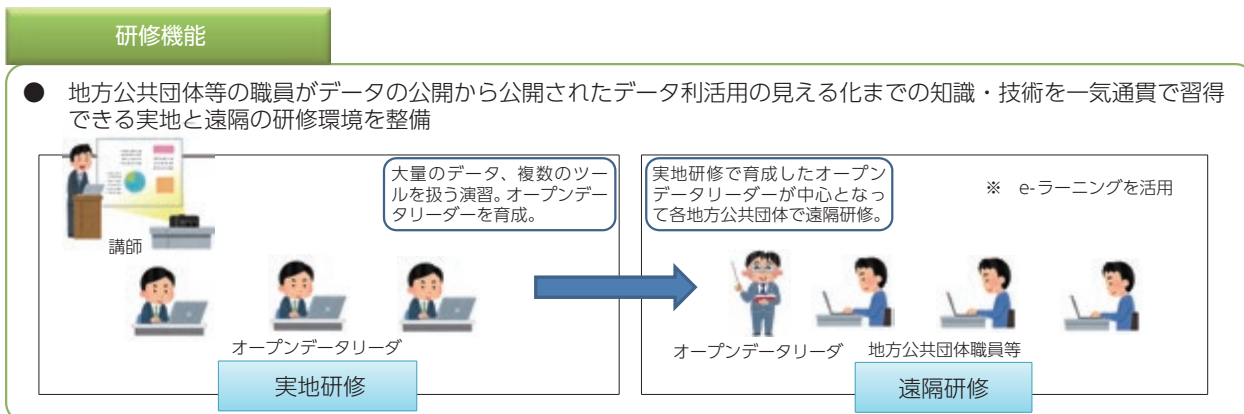 研修機能
● 地方公共団体等の職員がデータの公開から公開されたデータ利活用の見える化までの知識・技術を一気通貫で習得
できる実地と遠隔の研修環境を整備
大量のデータ、複数のツー
ルを扱う演習。オープンデー
タリーダーを育成。
講師
オープンデータリーダ
実地研修
実地研修で育成したオープン
データリーダーが中心となっ
て各地方公共団体で遠隔研修。
※ e-ラーニングを活用
オープンデータリーダ 地方公共団体職員等
遠隔研修